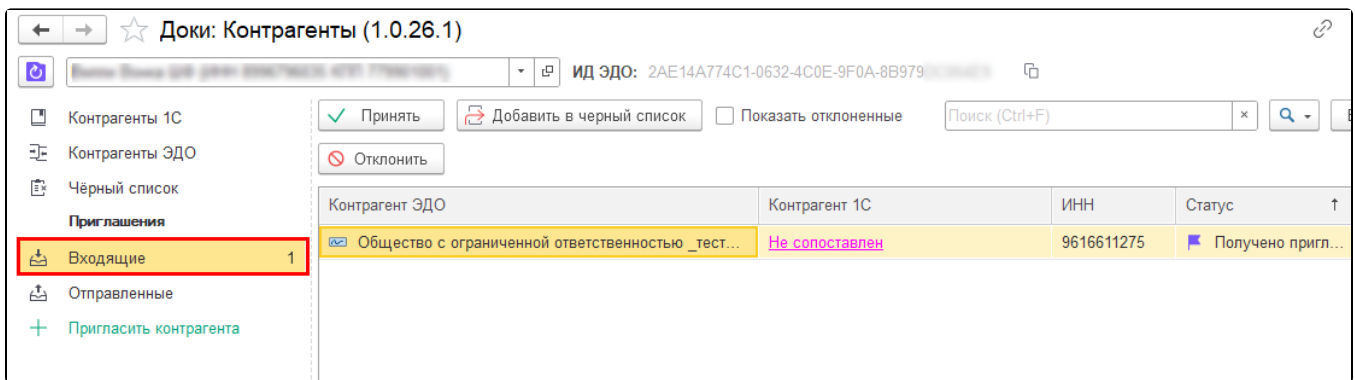 Доки: Контрагенты (1.0.26.1)
ИД ЭДО: 2AE14A774C1-0632-4C0E-9F0A-8B979
Контрагенты 1С
Принять Добавить в черный список Показать отклоненные Поиск (Ctrl+F) ×
Контрагенты ЭДО
Отклонить
Чёрный список
Контрагент ЭДО Контрагент 1С ИНН Статус ↑
Приглашения
Общество с ограниченной ответственностью _тест... Не сопоставлен 9616611275 Получено пригл...
Входящие 1
Отправленные
Пригласить контрагента